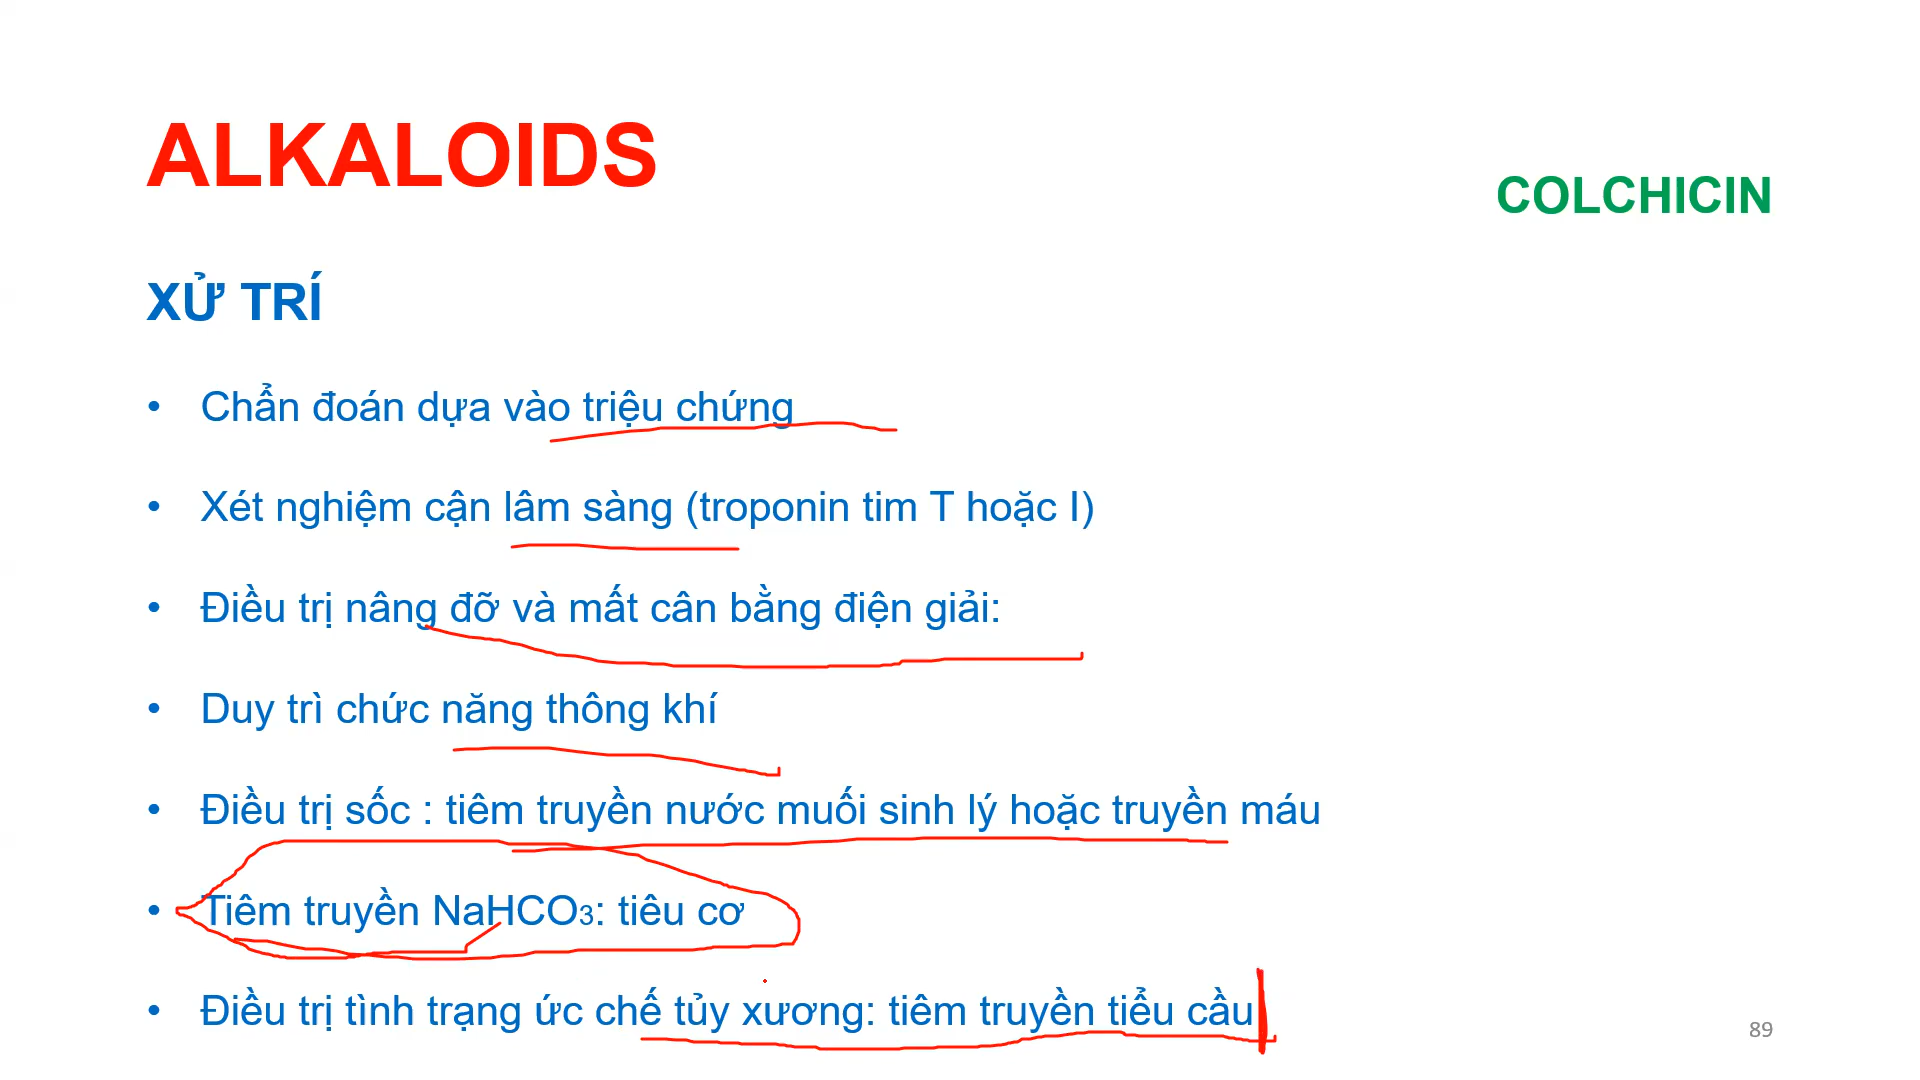 ALKALOIDS
COLCHICIN
XỬ TRÍ
• Chẩn đoán dựa vào triệu chứng
• Xét nghiệm cận lâm sàng (troponin tim T hoặc I)
• Điều trị nâng đỡ và mất cân bằng điện giải:
• Duy trì chức năng thông khí
• Điều trị sốc : tiêm truyền nước muối sinh lý hoặc truyền máu
• Tiêm truyền NaHCO3: tiêu cơ
• Điều trị tình trạng ức chế tủy xương: tiêm truyền tiểu cầu
89